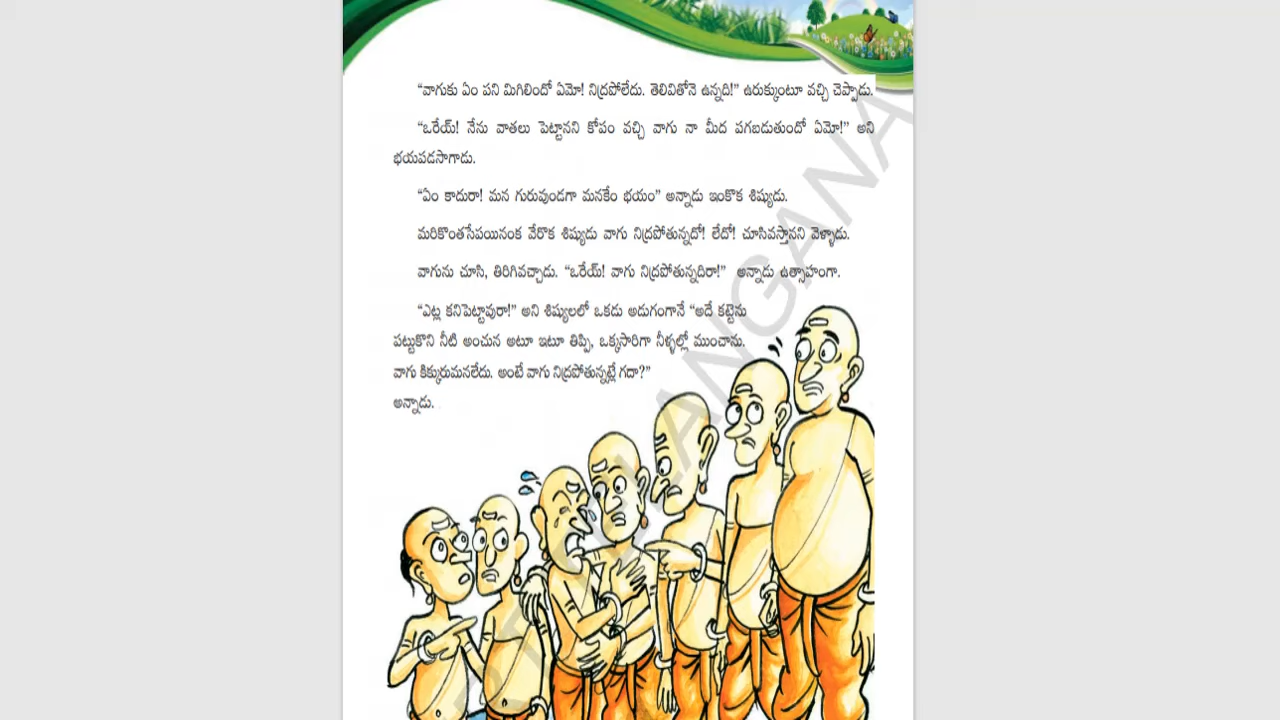 “వాగుకు ఏం పని మిగిలిందో ఏమో! నిద్రపోలేదు. తెలివితోనె ఉన్నది!” ఉరుక్కుంటూ వచ్చి చెప్పాడు.
“ఒరేయ్! నేను వాతలు పెట్టానని కోపం వచ్చి వాగు నా మీద పగబడుతుందో ఏమో!” అని
భయపడసాగాడు.
“ఏం కాదురా! మన గురువుండగా మనకేం భయం” అన్నాడు ఇంకొక శిష్యుడు.
మరికొంతసేపయినంక వేరొక శిష్యుడు వాగు నిద్రపోతున్నదో! లేదో! చూసివస్తానని వెళ్ళాడు.
వాగును చూసి, తిరిగివచ్చాడు. “ఒరేయ్! వాగు నిద్రపోతున్నదిరా!” అన్నాడు ఉత్సాహంగా.
“ఎట్ల కనిపెట్టావురా!” అని శిష్యులలో ఒకడు అడుగంగానే “అదే కట్టెను
పట్టుకొని నీటి అంచున అటూ ఇటూ తిప్పి, ఒక్కసారిగా నీళ్ళల్లో ముంచాను.
వాగు కిక్కురుమనలేదు. అంటే వాగు నిద్రపోతున్నట్లే గదా?”
అన్నాడు.
TELANGANA